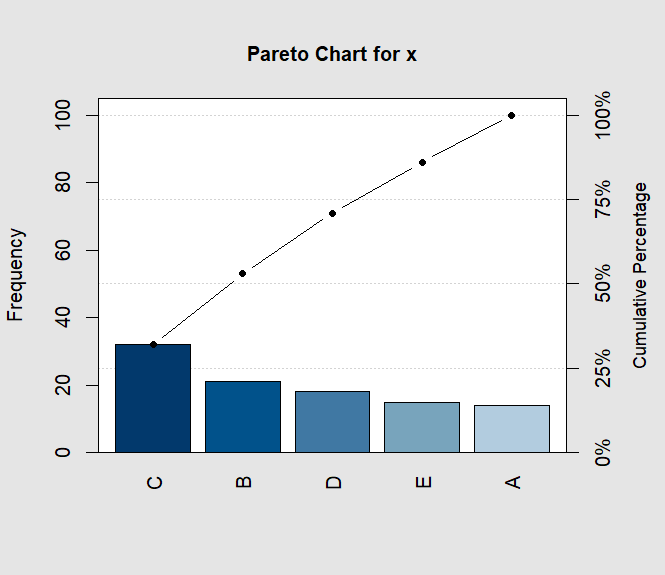 Pareto Chart for x
Frequency
0
20
40
60
80
100
C
B
D
E
A
0%
25%
50%
75%
100%
Cumulative Percentage